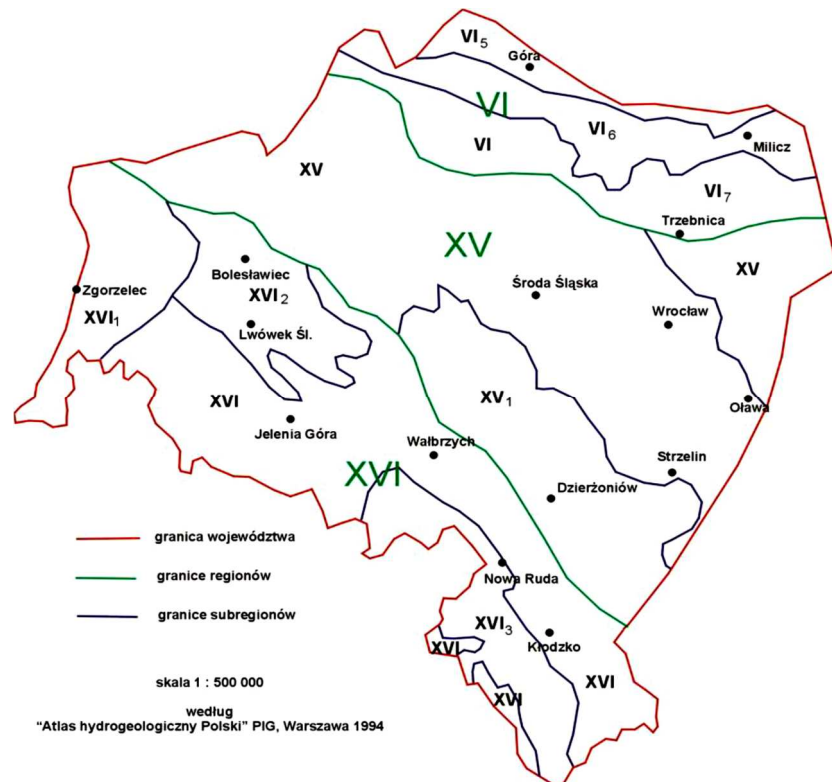 VI5
Góra
VI
VI6
VI
Milicz
XV
VI7
Trzebnica
XV
XV
Bolesławiec
Środa Śląska
Zgorzelec
XVI2
XVI1
Lwówek Śl.
Wrocław
XVI
XV1
Oława
Jelenia Góra
Wałbrzych
XVI
Strzelin
Dzierżoniów
granica województwa
granice regionów
Nowa Ruda
granice subregionów
XVI3
Kłodzko
XVI
XVI
XVI
skala 1 : 500 000
według
“Atlas hydrogeologiczny Polski” PIG, Warszawa 1994